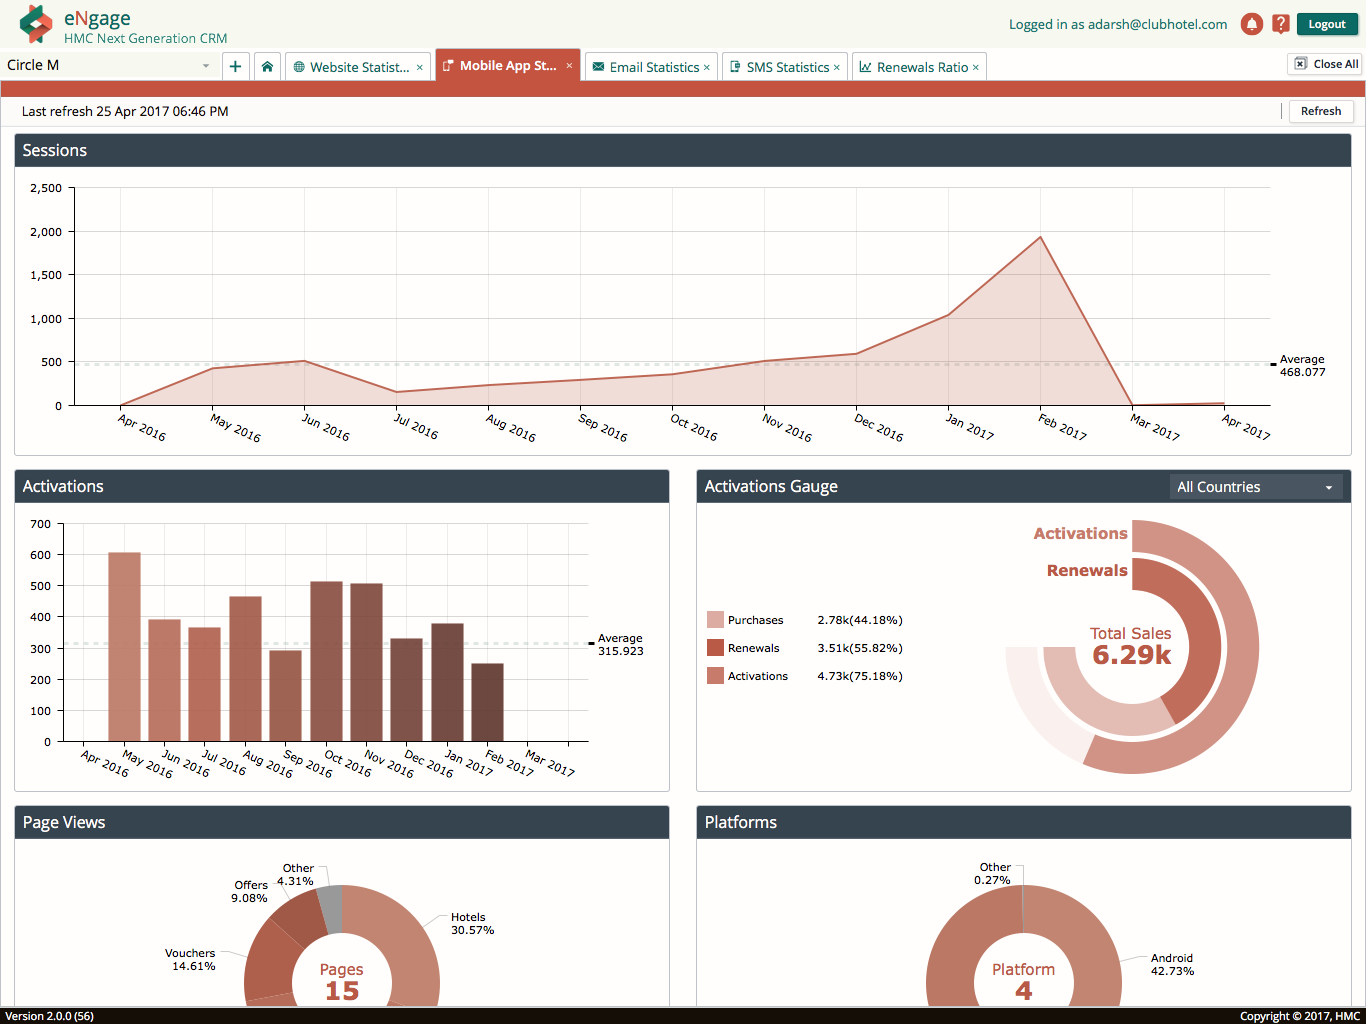 eNgage
HMC Next Generation CRM
Logged in as adarsh@clubhotel.com
?
Logout
Circle M
+
Website Statist... ×
Mobile App St... ×
Email Statistics ×
SMS Statistics ×
Renewals Ratio ×
Close All
Last refresh 25 Apr 2017 06:46 PM
Refresh
Sessions
2,500
2,000
1,500
1,000
500
0
Average
468.077
Apr 2016
May 2016
Jun 2016
Jul 2016
Aug 2016
Sep 2016
Oct 2016
Nov 2016
Dec 2016
Jan 2017
Feb 2017
Mar 2017
Apr 2017
Activations
700
600
500
400
300
200
100
0
Average
315.923
Apr 2016
May 2016
Jun 2016
Jul 2016
Aug 2016
Sep 2016
Oct 2016
Nov 2016
Dec 2016
Jan 2017
Feb 2017
Mar 2017
Activations Gauge
All Countries
Activations
Renewals
Purchases 2.78k(44.18%)
Renewals 3.51k(55.82%)
Activations 4.73k(75.18%)
Total Sales
6.29k
Page Views
Other
4.31%
Offers
9.08%
Hotels
30.57%
Vouchers
14.61%
Pages
15
Platforms
Other
0.27%
Android
42.73%
Platform
4
Version 2.0.0 (56)
Copyright © 2017, HMC